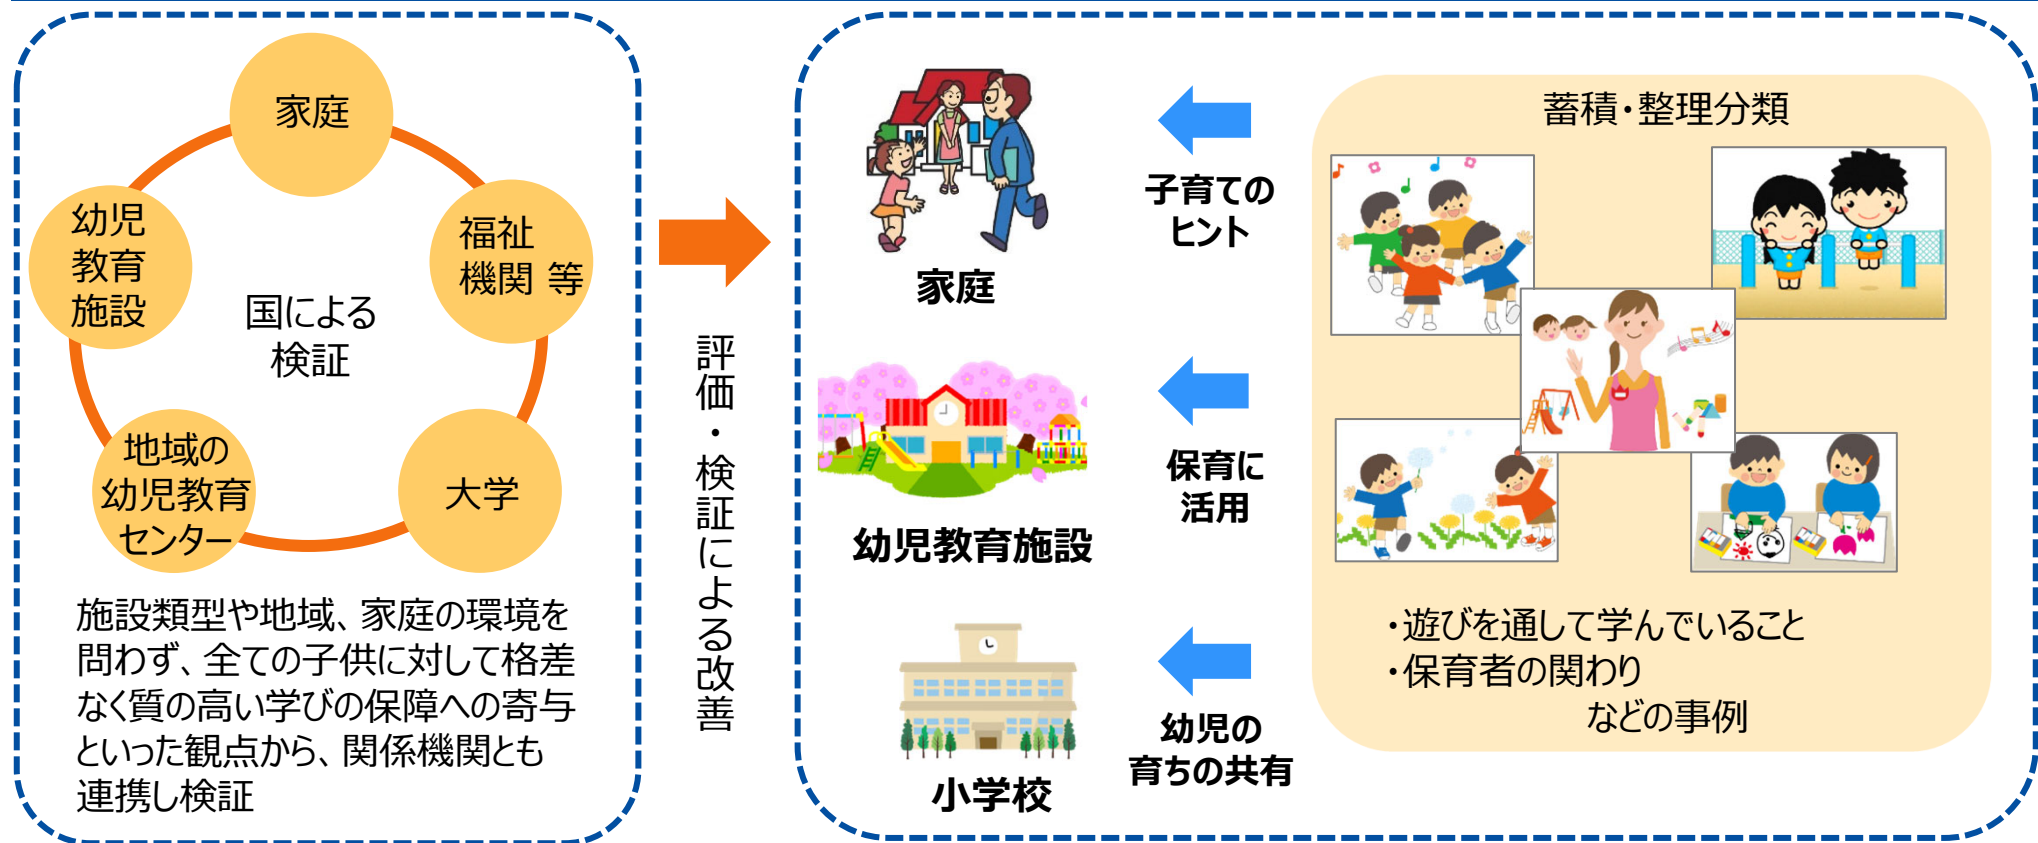 家庭
福祉
機関 等
大学
地域の
幼児教育
センター
幼児
教育
施設
国による
検証
施設類型や地域、家庭の環境を
問わず、全ての子供に対して格差
なく質の高い学びの保障への寄与
といった観点から、関係機関とも
連携し検証
評価・検証による改善
家庭
子育ての
ヒント
幼児教育施設
保育に
活用
小学校
幼児の
育ちの共有
蓄積・整理分類
・遊びを通して学んでいること
・保育者の関わり
などの事例